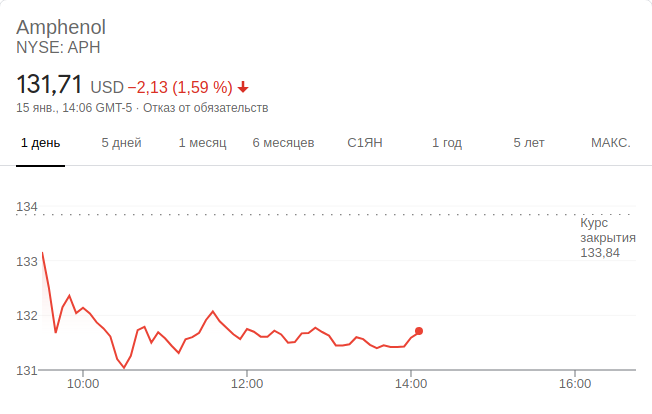 Amphenol
NYSE: APH
131,71 USD −2,13 (1,59 %)
15 янв., 14:06 GMT-5 · Отказ от обязательств
1 день 5 дней 1 месяц 6 месяцев С1ЯН 1 год 5 лет МАКС.
134
Курс
закрытия
133,84
133
132
131
10:00 12:00 14:00 16:00